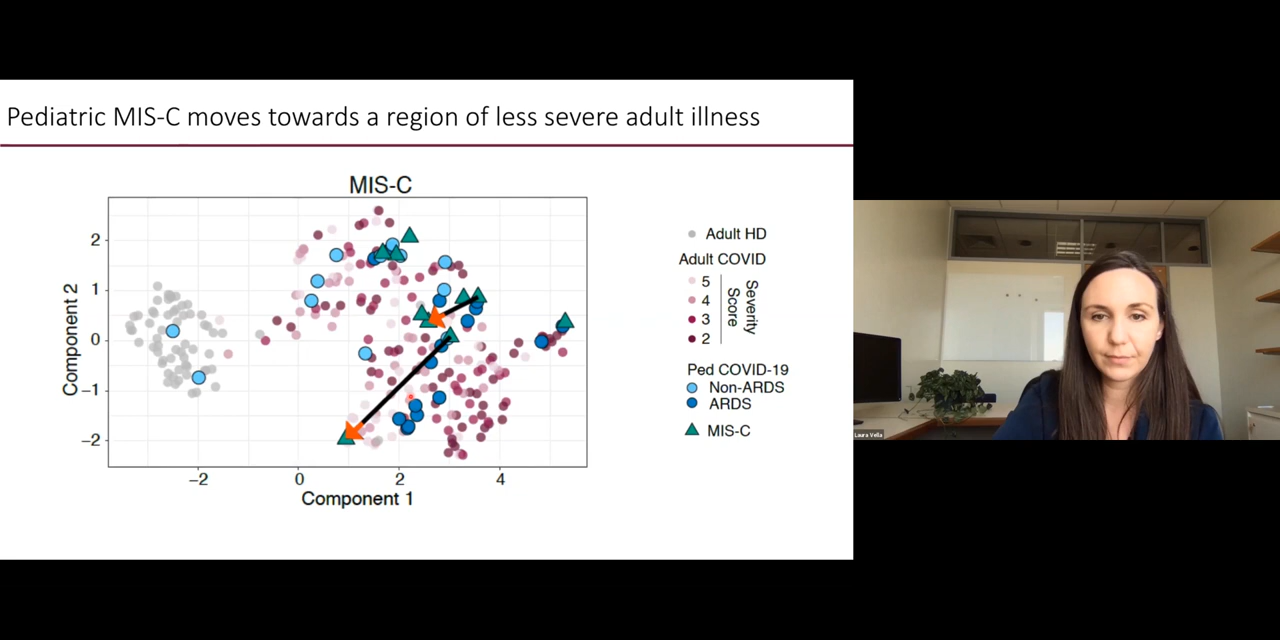 Pediatric MIS-C moves towards a region of less severe adult illness
MIS-C
Component 2
2
1
0
−1
−2
−2
0
2
4
Component 1
Adult HD
Adult COVID
5
4
3
2
Severity
Score
Ped COVID-19
Non-ARDS
ARDS
MIS-C
Laura Vella